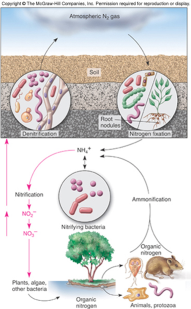 Copyright © The McGraw-Hill Companies, Inc. Permission required for reproduction or display.
Atmospheric N₂ gas
Soil
Root
nodules
Denitrification
Nitrogen fixation
NH₄⁺
Nitrification
Ammonification
NO₂⁻
Nitrifying bacteria
NO₃⁻
Organic
nitrogen
Plants, algae,
other bacteria
Organic
nitrogen
Animals, protozoa